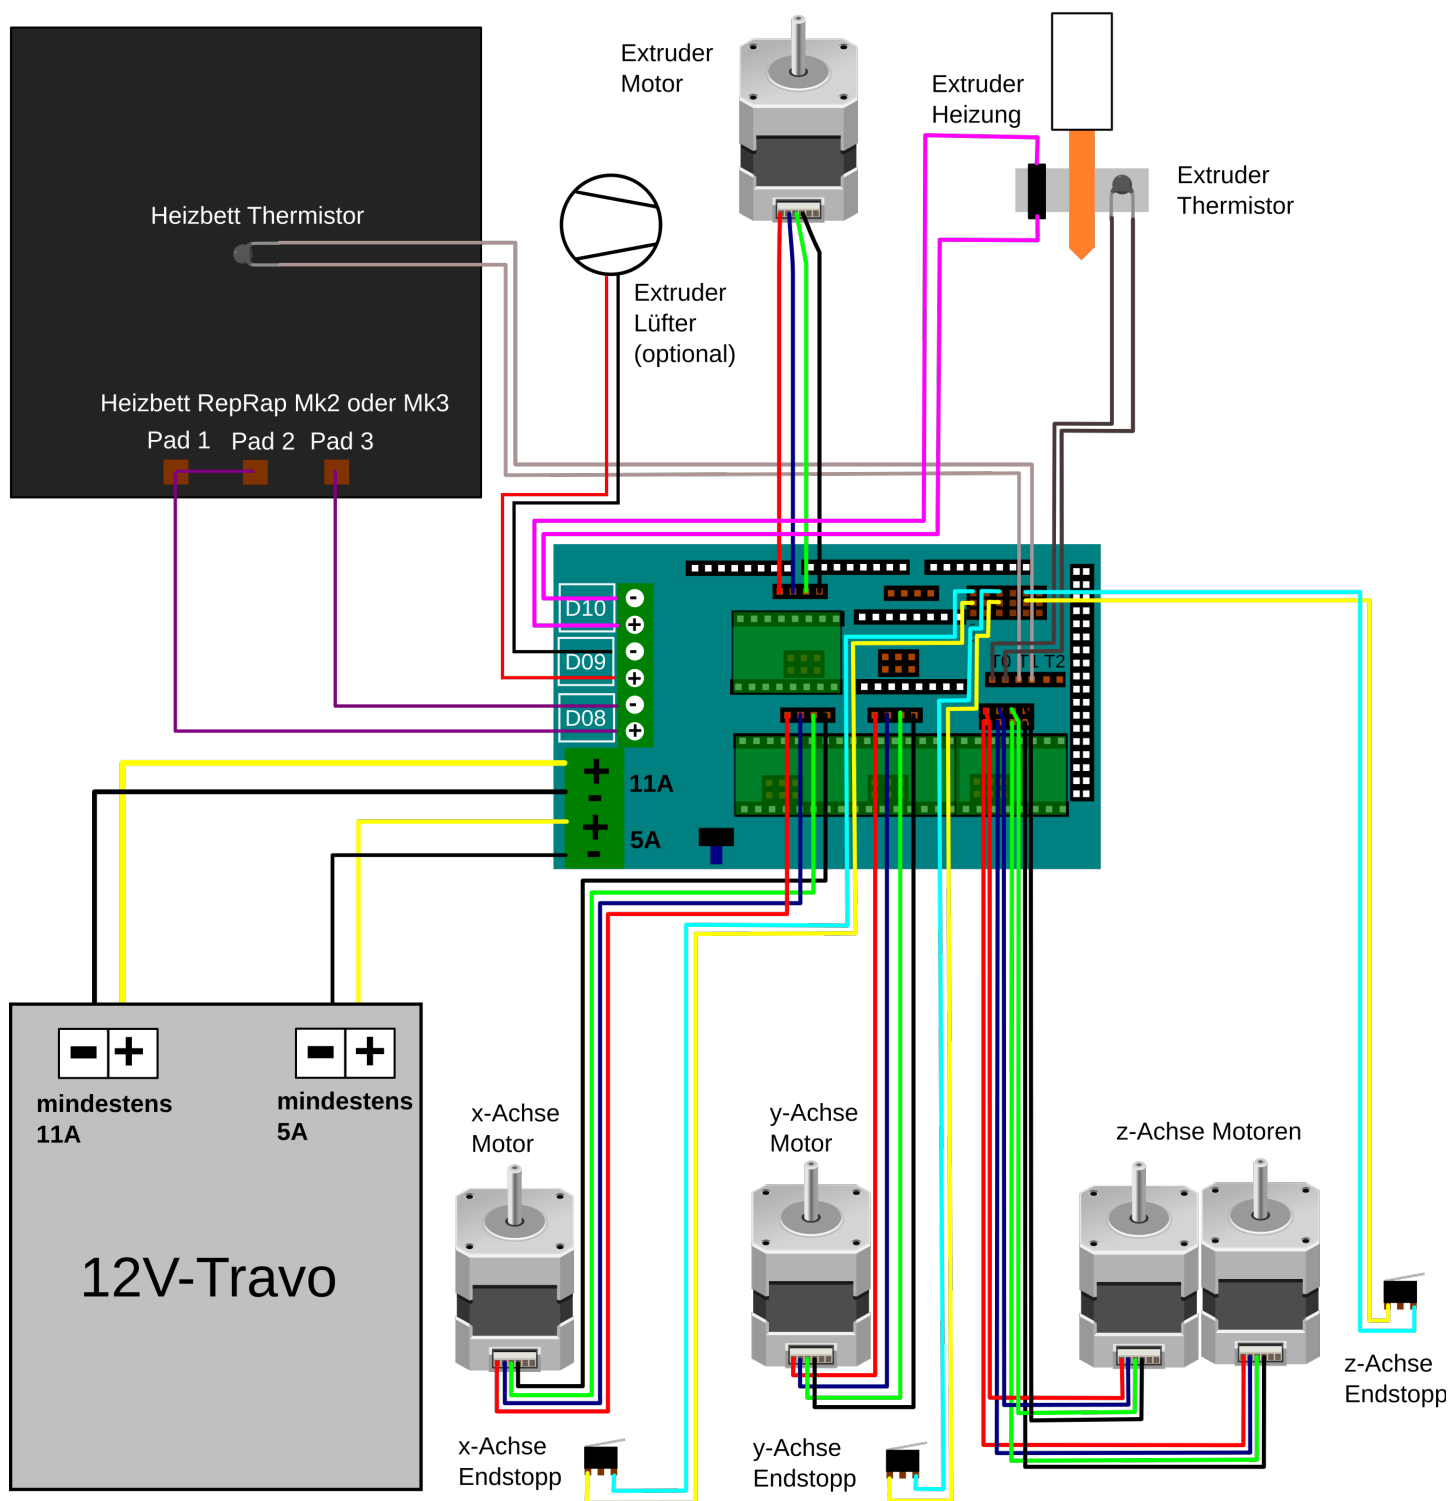 Extruder
Motor
Extruder
Heizung
Extruder
Thermistor
Heizbett Thermistor
Extruder
Lüfter
(optional)
Heizbett RepRap Mk2 oder Mk3
Pad 1 Pad 2 Pad 3
D10
-
+
D09
-
+
D08
-
+
T0 T1 T2
+
-
11A
+
-
5A
- +
mindestens
11A
- +
mindestens
5A
12V-Travo
x-Achse
Motor
y-Achse
Motor
z-Achse Motoren
z-Achse
Endstopp
x-Achse
Endstopp
y-Achse
Endstopp